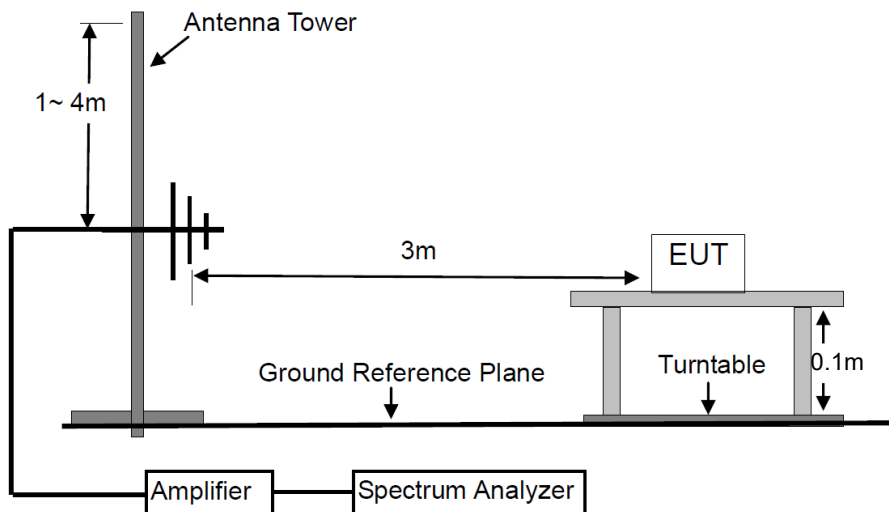 Antenna Tower
1~ 4m
3m
EUT
Ground Reference Plane
Turntable
0.1m
Amplifier
Spectrum Analyzer